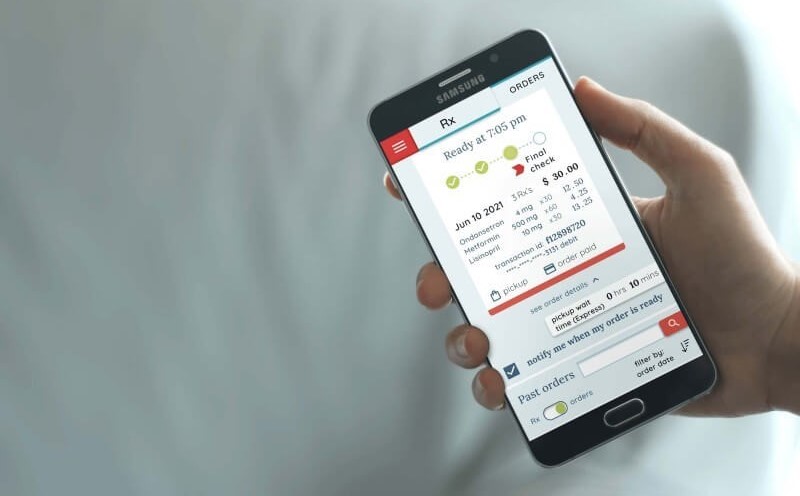 SAMSUNG
Rx ORDERS
Ready at 7:05 pm
Final
check
Jun 10 2021 3 Rx's $ 30.00
Ondansetron 4 mg x30 12.50
Metformin 500 mg x60 4.25
Lisinopril 10 mg x30 13.25
transaction id: f12898720
****-****-****-3131 debit
pickup order paid
see order details
pickup wait
time (Express) 0 hrs 10 mins
notify me when my order is ready
Past orders
filter by:
order date
Rx orders